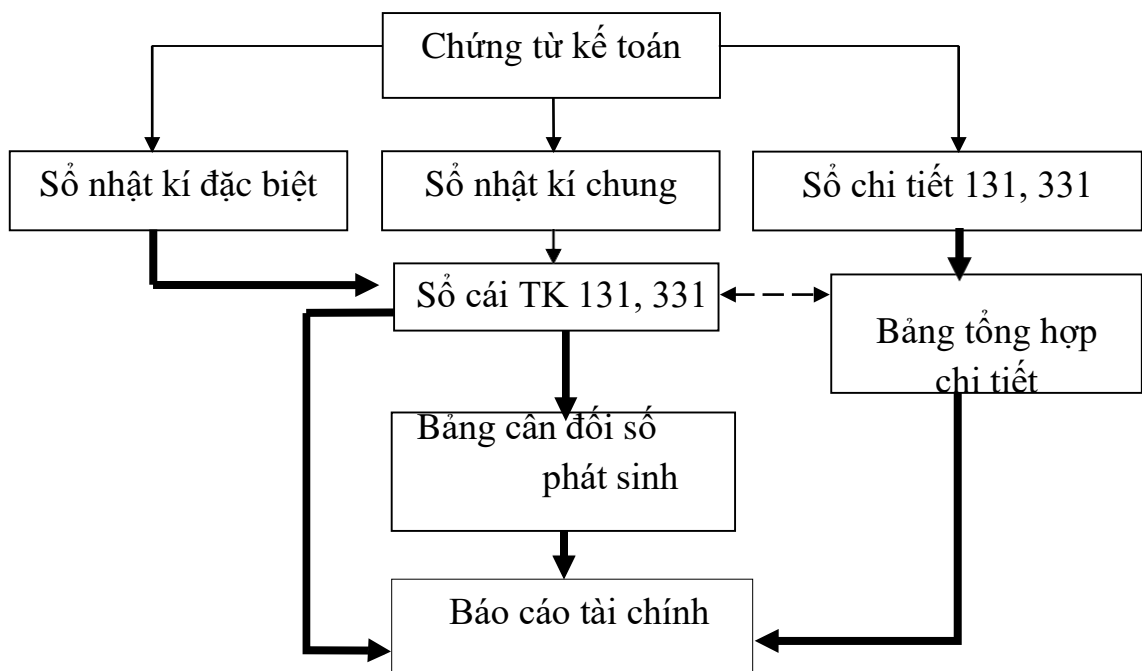 Chứng từ kế toán
Sổ nhật kí đặc biệt
Sổ nhật kí chung
Sổ chi tiết 131, 331
Sổ cái TK 131, 331
Bảng tổng hợp
chi tiết
Bảng cân đối số
phát sinh
Báo cáo tài chính